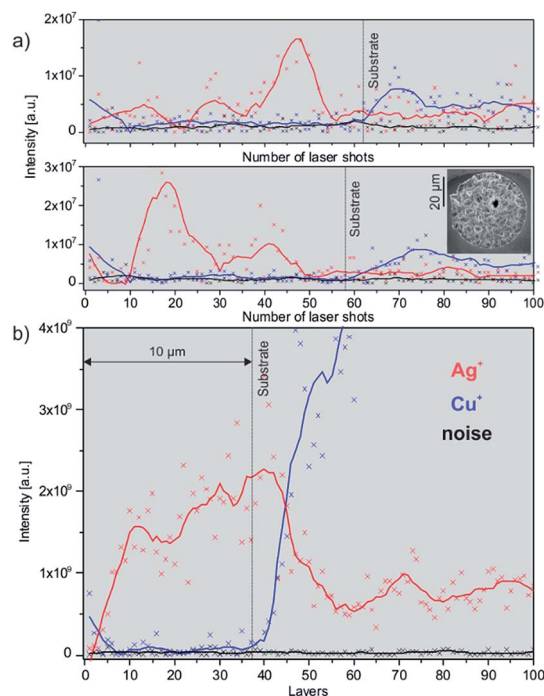 a)
2x10⁷
1x10⁷
0
Substrate
Number of laser shots
Intensity [a.u.]
3x10⁷
2x10⁷
1x10⁷
0
Substrate
20 µm
0 10 20 30 40 50 60 70 80 90 100
Number of laser shots
b)
4x10⁹
3x10⁹
2x10⁹
1x10⁹
0
Intensity [a.u.]
10 µm
Substrate
Ag⁺
Cu⁺
noise
0 10 20 30 40 50 60 70 80 90 100
Layers